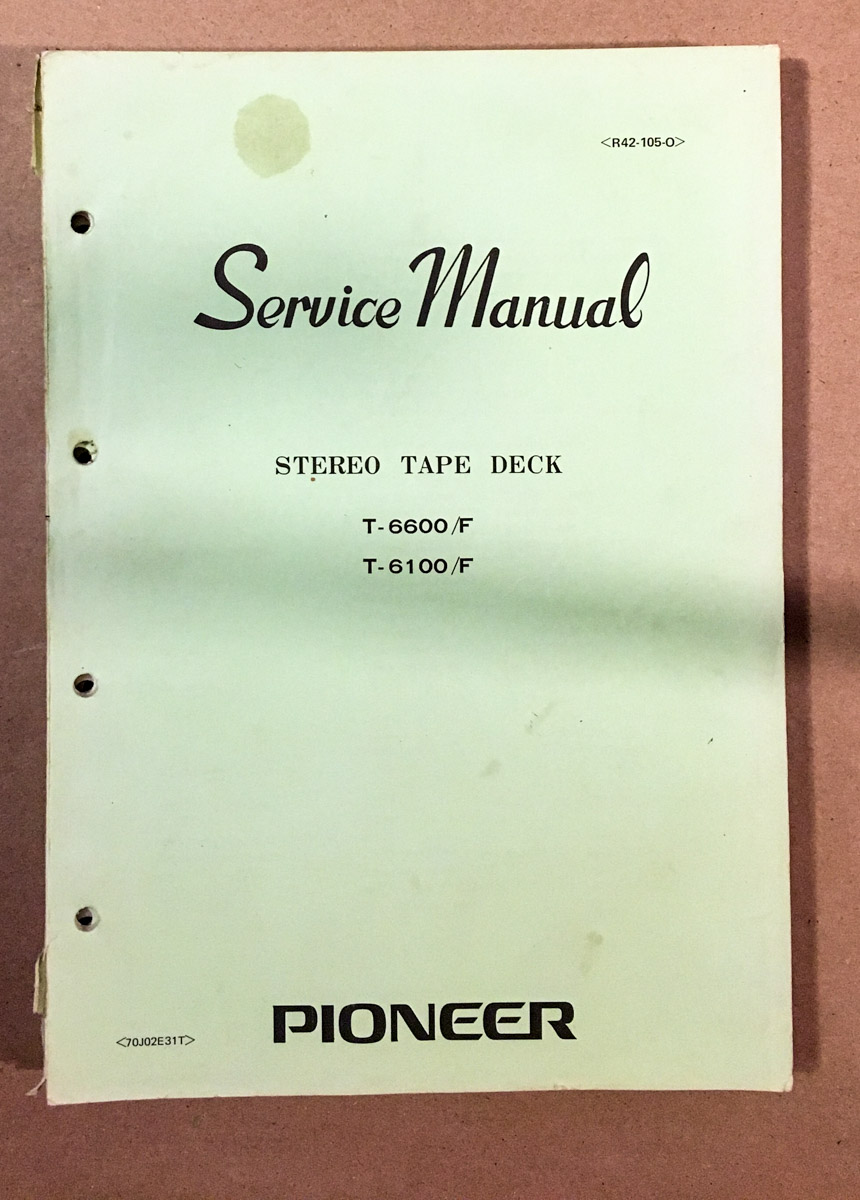 <R42-105-O>
Service Manual
STEREO TAPE DECK
T-6600/F
T-6100/F
PIONEER
<70J02E31T>